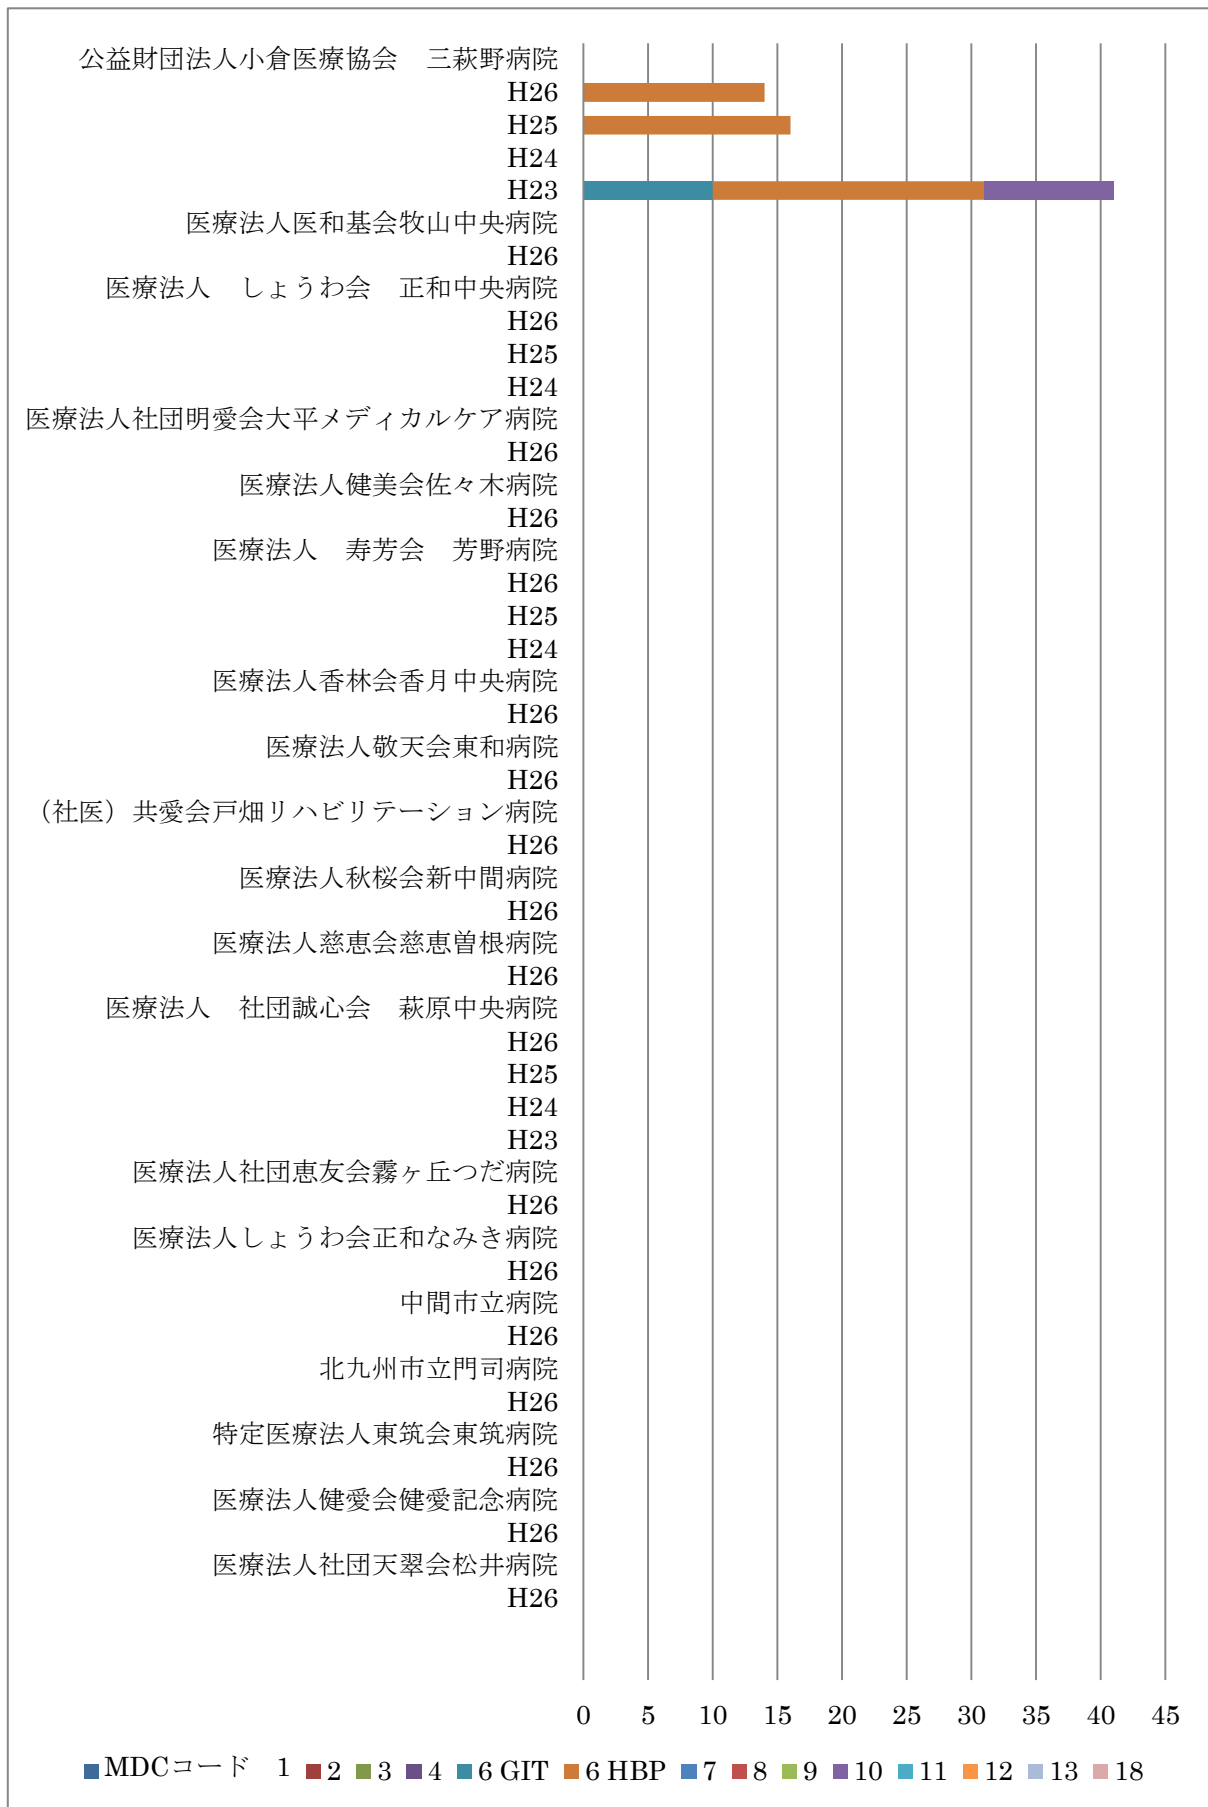 公益財団法人小倉医療協会　三萩野病院
H26
H25
H24
H23
医療法人医和基会牧山中央病院
H26
医療法人　しょうわ会　正和中央病院
H26
H25
H24
医療法人社団明愛会大平メディカルケア病院
H26
医療法人健美会佐々木病院
H26
医療法人　寿芳会　芳野病院
H26
H25
H24
医療法人香林会香月中央病院
H26
医療法人敬天会東和病院
H26
（社医）共愛会戸畑リハビリテーション病院
H26
医療法人秋桜会新中間病院
H26
医療法人慈恵会慈恵曽根病院
H26
医療法人　社団誠心会　萩原中央病院
H26
H25
H24
H23
医療法人社団恵友会霧ヶ丘つだ病院
H26
医療法人しょうわ会正和なみき病院
H26
中間市立病院
H26
北九州市立門司病院
H26
特定医療法人東筑会東筑病院
H26
医療法人健愛会健愛記念病院
H26
医療法人社団天翠会松井病院
H26
0 5 10 15 20 25 30 35 40 45
MDCコード　1 2 3 4 6 GIT 6 HBP 7 8 9 10 11 12 13 18